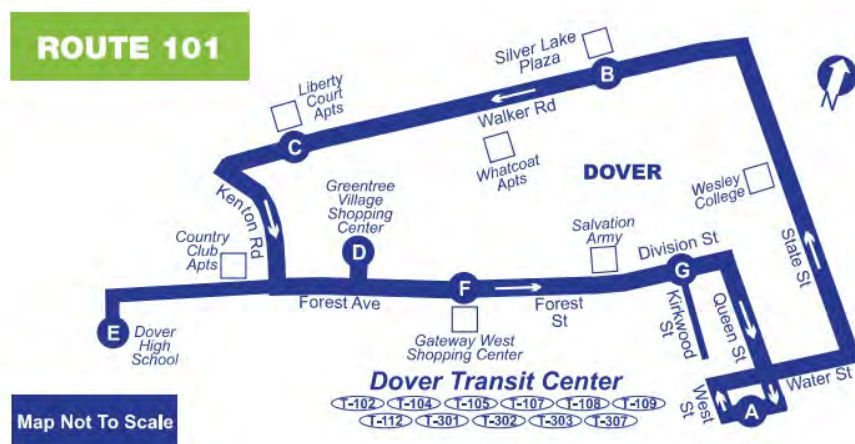 ROUTE 101
Silver Lake
Plaza
B
Liberty
Court
Apts
Walker Rd
C
Whatcoat
Apts
DOVER
N
Wesley
College
Kenton Rd
Greentree
Village
Shopping
Center
D
Salvation
Army
Division St
State St
Country
Club
Apts
G
F
Forest Ave
Forest
St
Kirkwood
St
Queen St
E
Dover
High
School
Gateway West
Shopping Center
Water St
West
St
A
Dover Transit Center
T-102 T-104 T-105 T-107 T-108 T-109
T-112 T-301 T-302 T-303 T-307
Map Not To Scale